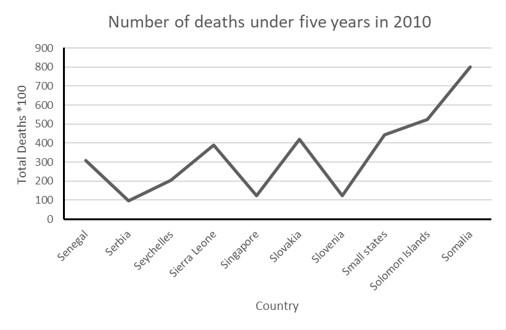 Number of deaths under five years in 2010
Total Deaths *100
900
800
700
600
500
400
300
200
100
0
Senegal
Serbia
Seychelles
Sierra Leone
Singapore
Slovakia
Slovenia
Small states
Solomon Islands
Somalia
Country